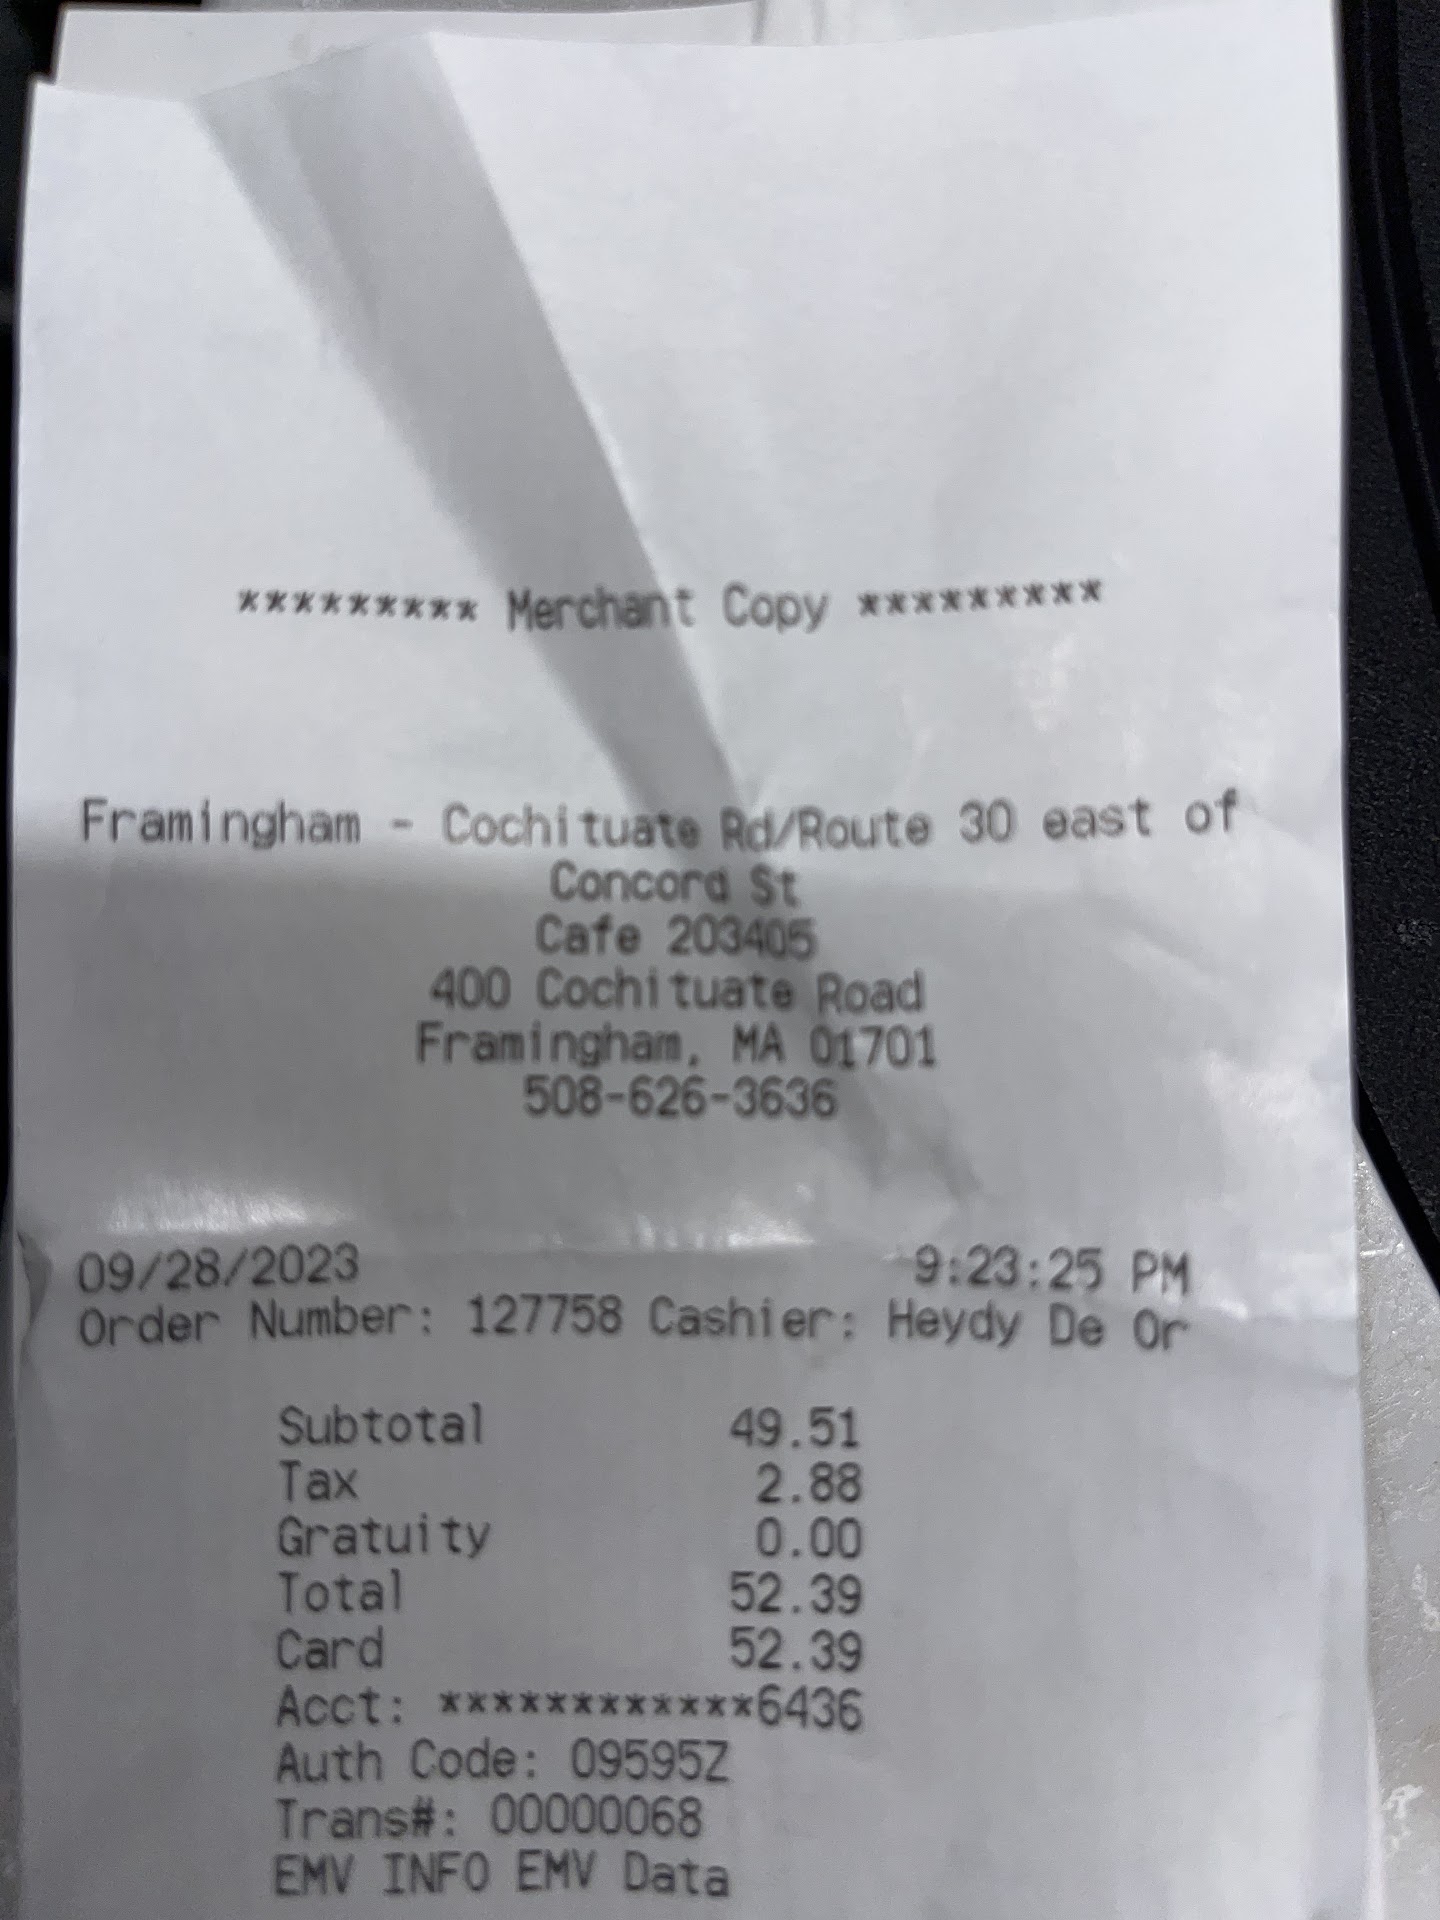 ********* Merchant Copy *********
Framingham - Cochituate Rd/Route 30 east of
Concord St
Cafe 203405
400 Cochituate Road
Framingham, MA 01701
508-626-3636
09/28/2023 9:23:25 PM
Order Number: 127758 Cashier: Heydy De Or
Subtotal 49.51
Tax 2.88
Gratuity 0.00
Total 52.39
Card 52.39
Acct: ************6436
Auth Code: 09595Z
Trans#: 00000068
EMV INFO EMV Data